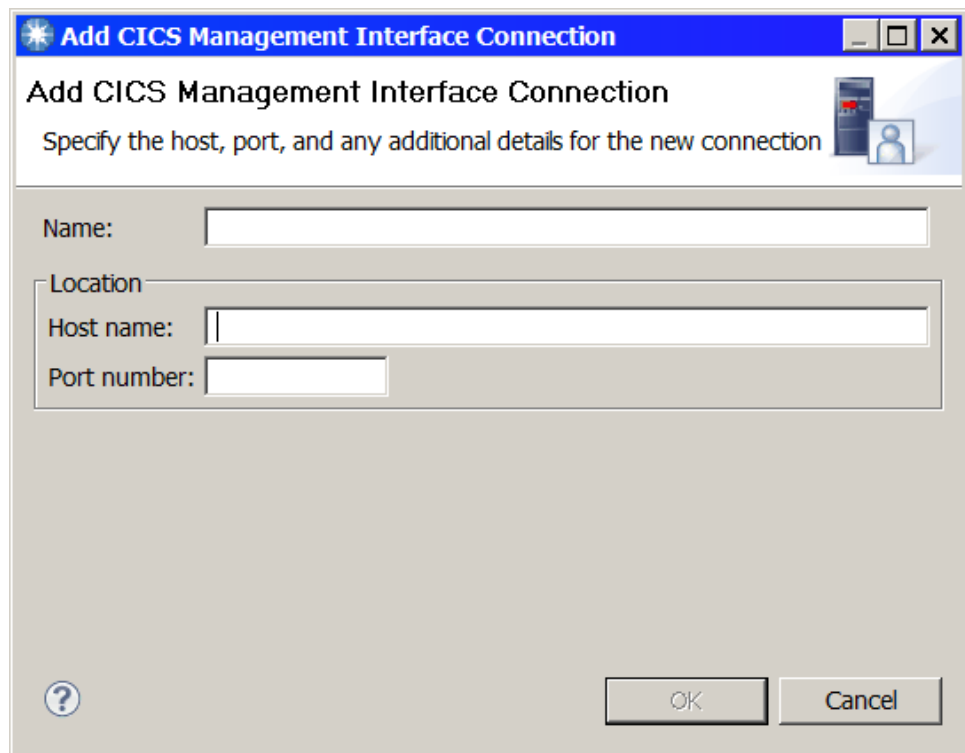 Add CICS Management Interface Connection
Add CICS Management Interface Connection
Specify the host, port, and any additional details for the new connection
Name:
Location
Host name:
Port number:
? OK Cancel